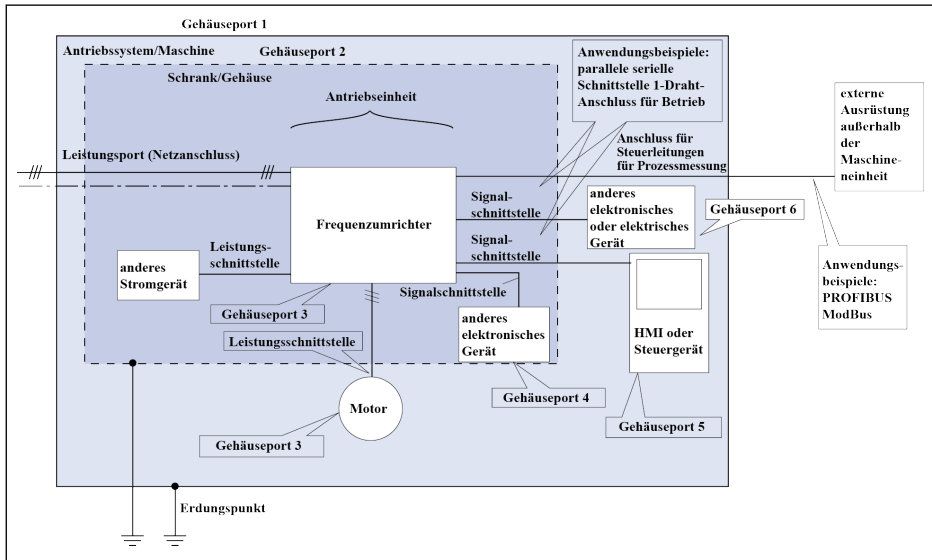 Gehäuseport 1
Antriebssystem/Maschine
Gehäuseport 2
Schrank/Gehäuse
Antriebseinheit
Anwendungsbeispiele:
parallele serielle
Schnittstelle 1-Draht-
Anschluss für Betrieb
externe
Ausrüstung
außerhalb
der
Maschine-
neinheit
Leistungsport (Netzanschluss)
Anschluss für
Steuerleitungen
für Prozessmessung
Signal-
schnittstelle
anderes
elektronisches
oder elektrisches
Gerät
Gehäuseport 6
Frequenzumrichter
Signal-
schnittstelle
Leistungs-
schnittstelle
anderes
Stromgerät
Signalschnittstelle
Anwendungs-
beispiele:
PROFIBUS
ModBus
Gehäuseport 3
anderes
elektronisches
Gerät
HMI oder
Steuergerät
Leistungsschnittstelle
Gehäuseport 4
Motor
Gehäuseport 5
Gehäuseport 3
Erdungspunkt